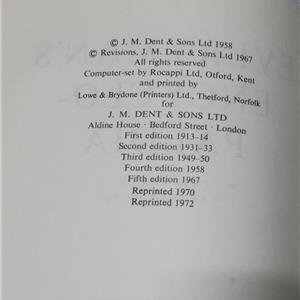 © J. M. Dent & Sons Ltd 1958
© Revisions, J. M. Dent & Sons Ltd 1967
All rights reserved
Computer-set by Rocappi Ltd, Otford, Kent
and printed by
Lowe & Brydone (Printers) Ltd., Thetford, Norfolk
for
J. M. DENT & SONS LTD
Aldine House · Bedford Street · London
First edition 1913–14
Second edition 1931–33
Third edition 1949–50
Fourth edition 1958
Fifth edition 1967
Reprinted 1970
Reprinted 1972